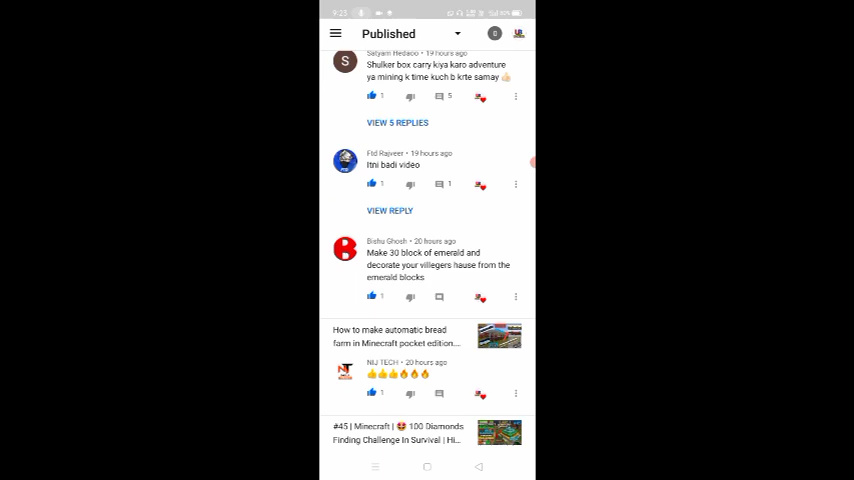 9:25
Published
0
Satyam Hedaoo • 19 hours ago
S
Shulker box carry kiya karo adventure
ya mining k time kuch b krte samay 👍🏻
1
5
VIEW 5 REPLIES
Ftd Rajveer • 19 hours ago
Itni badi video
1
1
VIEW REPLY
Bishu Ghosh • 20 hours ago
B
Make 30 block of emerald and
decorate your villegers hause from the
emerald blocks
1
How to make automatic bread
farm in Minecraft pocket edition....
NIJ TECH • 20 hours ago
👍👍👍🔥🔥🔥
1
#45 | Minecraft | 🤩 100 Diamonds
Finding Challenge In Survival | Hi...